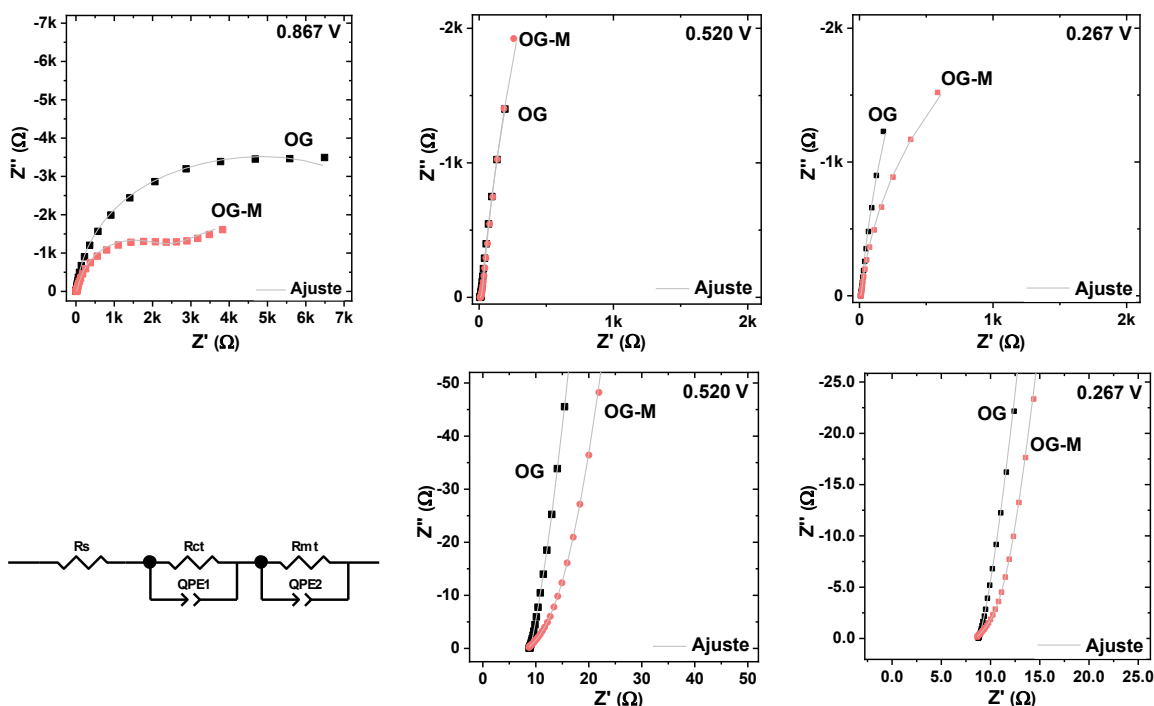 -7k
-6k
-5k
-4k
-3k
-2k
-1k
0
0.867 V
OG
OG-M
Ajuste
0 1k 2k 3k 4k 5k 6k 7k
Z' (Ω)
Z'' (Ω)
-2k
-1k
0
0.520 V
OG-M
OG
Ajuste
0 1k 2k
Z' (Ω)
Z'' (Ω)
-2k
-1k
0
0.267 V
OG
OG-M
Ajuste
0 1k 2k
Z' (Ω)
Z'' (Ω)
Rs Rct Rmt
QPE1 QPE2
-50
-40
-30
-20
-10
0
0.520 V
OG-M
OG
Ajuste
0 10 20 30 40 50
Z' (Ω)
Z'' (Ω)
-25.0
-20.0
-15.0
-10.0
-5.0
0.0
0.267 V
OG
OG-M
Ajuste
0.0 5.0 10.0 15.0 20.0 25.0
Z' (Ω)
Z'' (Ω)